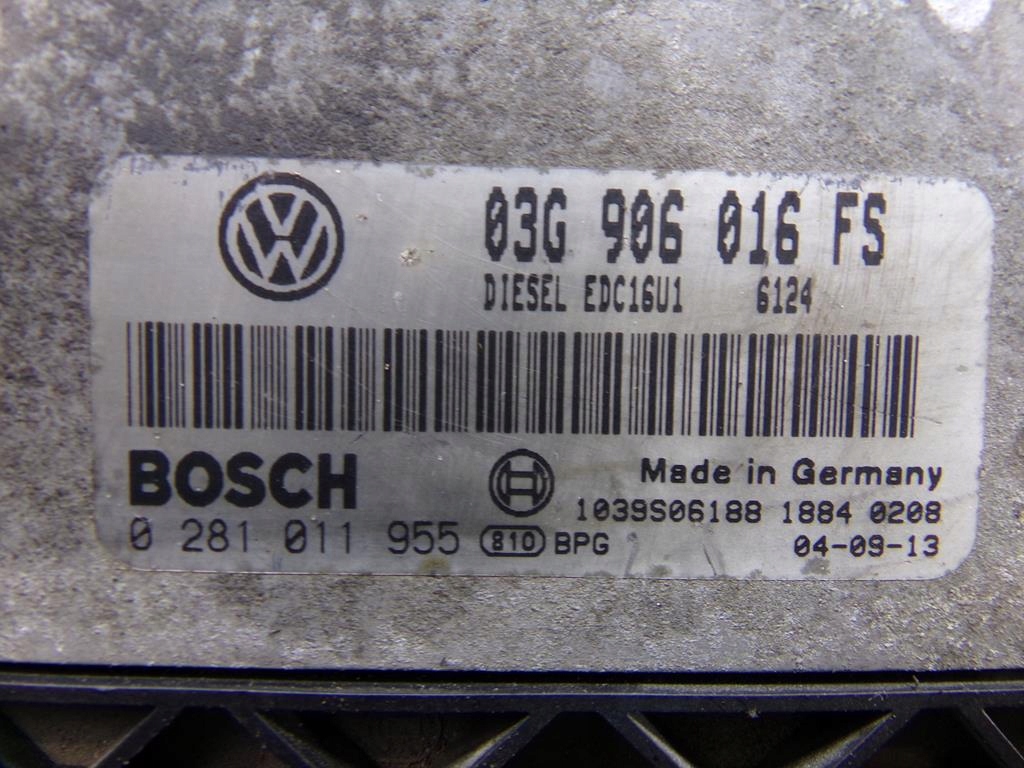 03G 906 016 FS
DIESEL EDC16U1 6124
BOSCH
Made in Germany
1039S06188 1884 0208
0 281 011 955 810 BPG 04-09-13